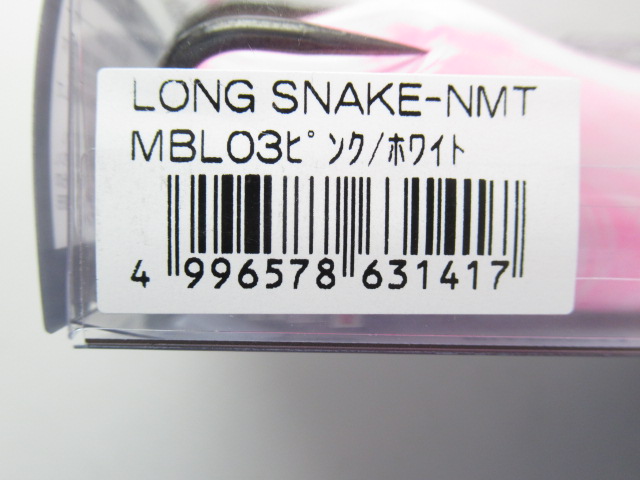 LONG SNAKE-NMT
MBL03ﾋﾟﾝｸ/ﾎﾜｲﾄ
4 996578 631417